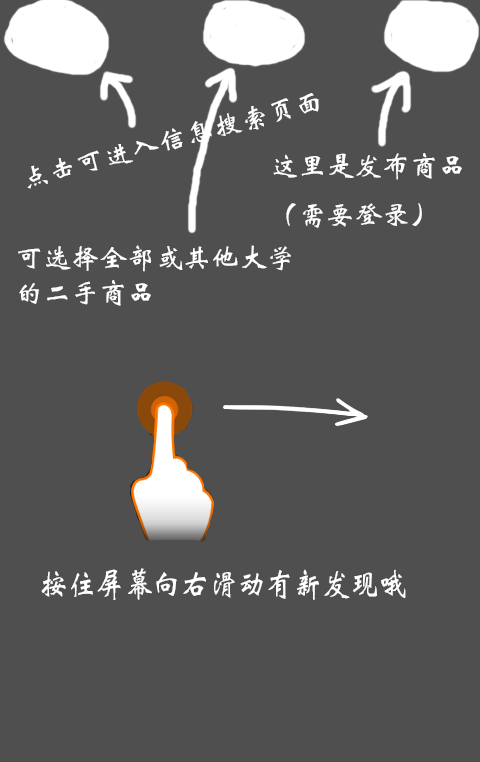 点击可进入信息搜索页面
这里是发布商品
（需要登录）
可选择全部或其他大学
的二手商品
按住屏幕向右滑动有新发现哦